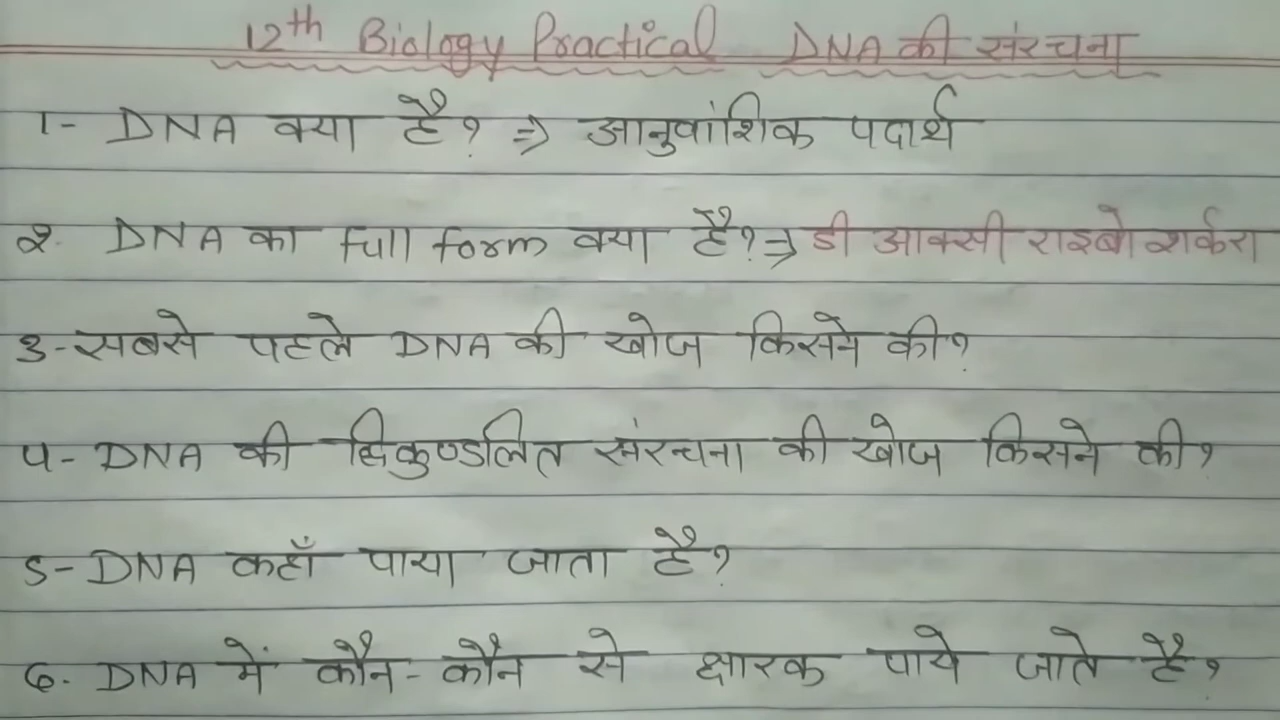 12th Biology Practical DNA की संरचना
1- DNA क्या है? ⇒ आनुवांशिक पदार्थ
2. DNA का full form क्या है? ⇒ डी आक्सी राइबो शर्करा
3- सबसे पहले DNA की खोज किसने की?
4- DNA की द्विकुण्डलित संरचना की खोज किसने की?
5- DNA कहाँ पाया जाता है?
6. DNA में कौन-कौन से क्षारक पाये जाते है?